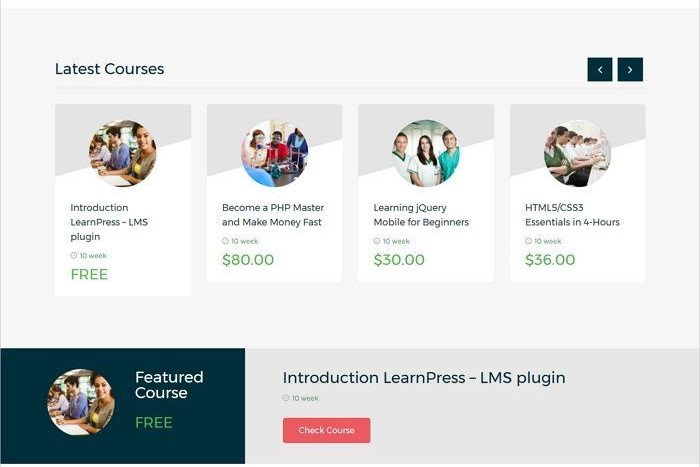 Latest Courses
Introduction
LearnPress – LMS
plugin
10 week
FREE
Become a PHP Master
and Make Money Fast
10 week
$80.00
Learning jQuery
Mobile for Beginners
10 week
$30.00
HTML5/CSS3
Essentials in 4-Hours
10 week
$36.00
Featured
Course
FREE
Introduction LearnPress – LMS plugin
10 week
Check Course